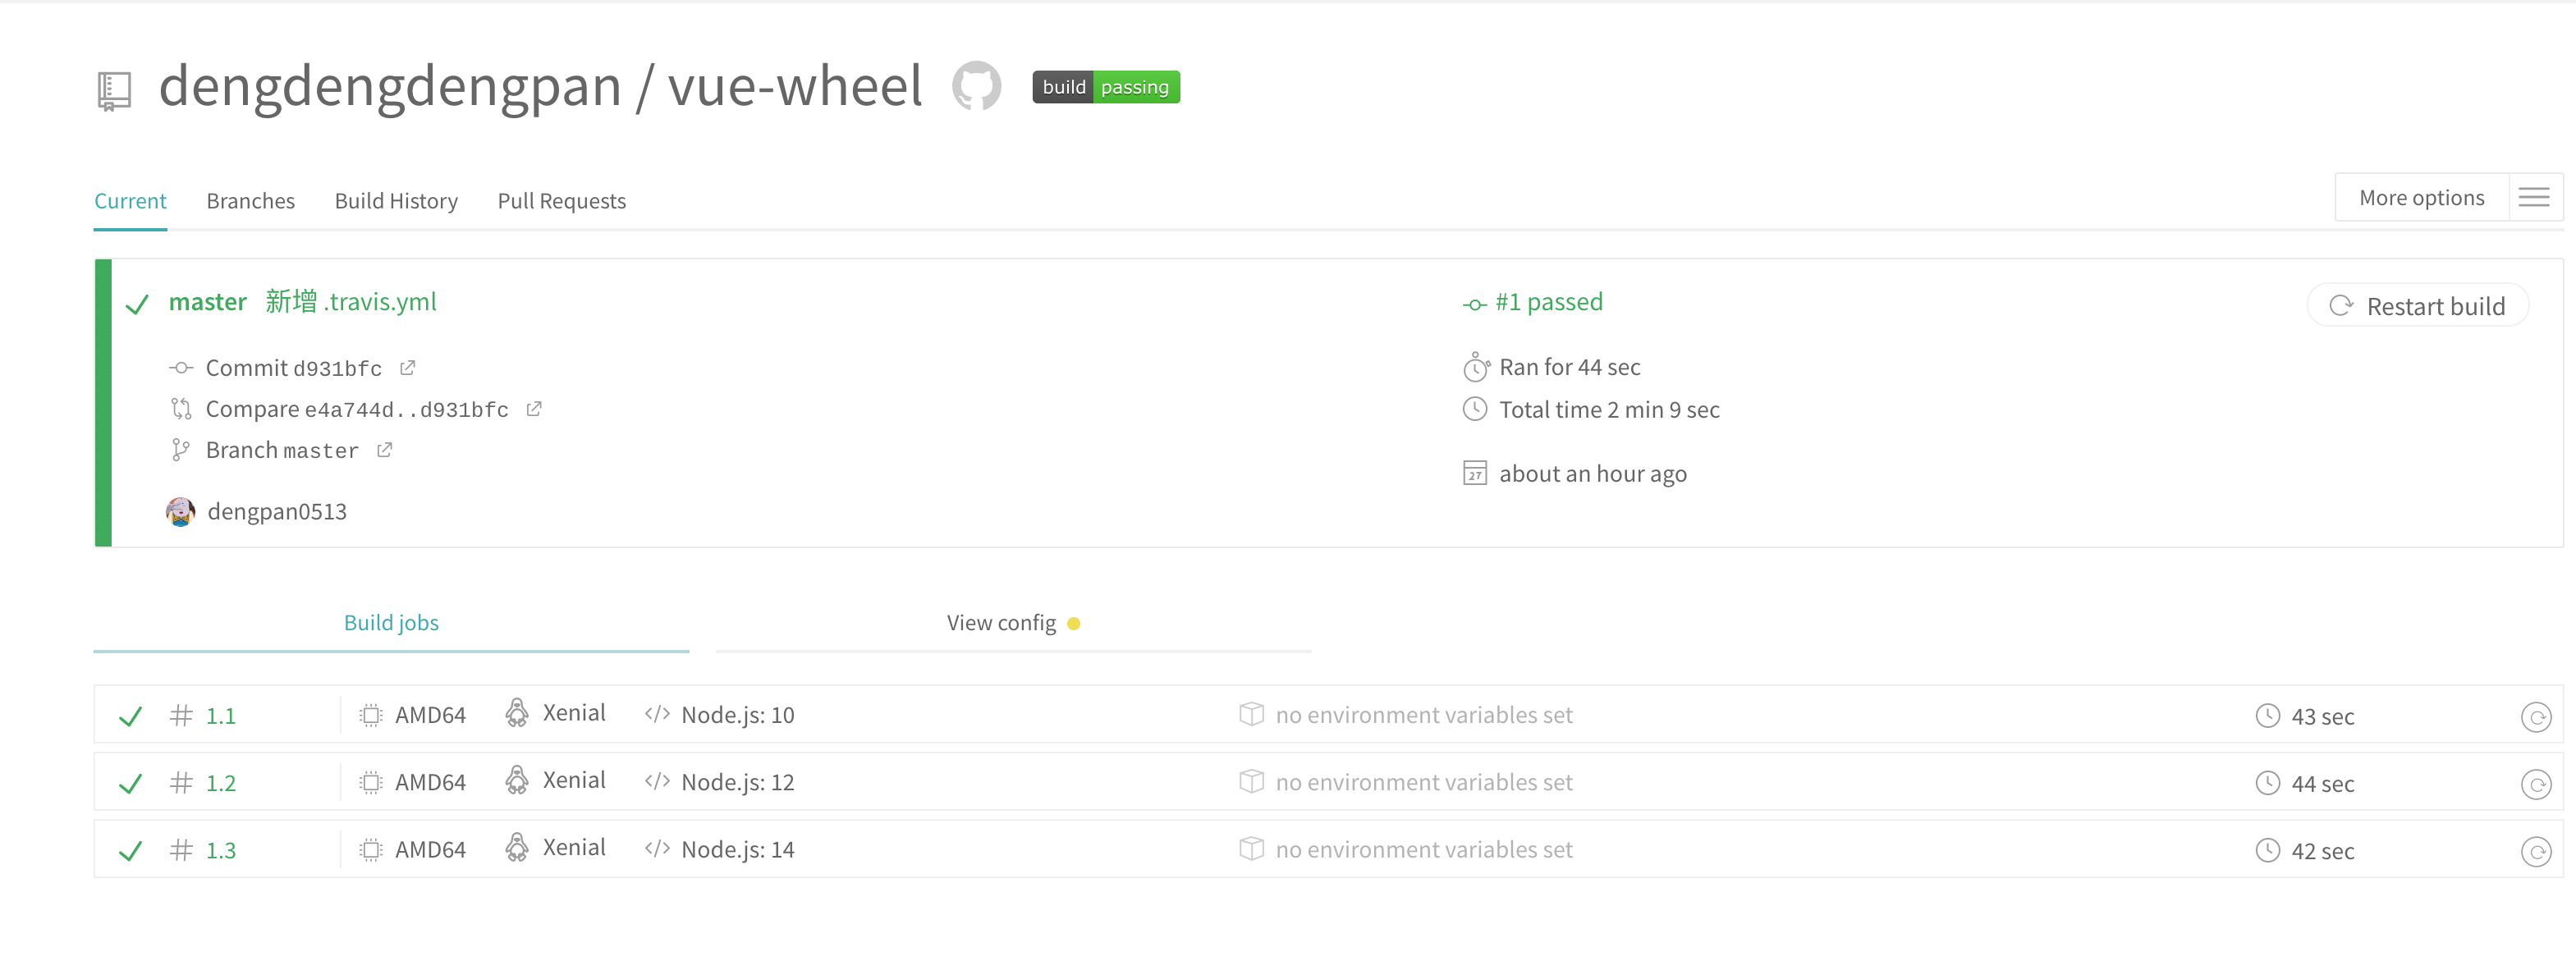 dengdengdengpan / vue-wheel build passing
Current Branches Build History Pull Requests More options
master 新增 .travis.yml
Commit d931bfc
Compare e4a744d..d931bfc
Branch master
dengpan0513
#1 passed
Ran for 44 sec
Total time 2 min 9 sec
27 about an hour ago
Restart build
Build jobs View config
# 1.1 AMD64 Xenial </> Node.js: 10 no environment variables set 43 sec
# 1.2 AMD64 Xenial </> Node.js: 12 no environment variables set 44 sec
# 1.3 AMD64 Xenial </> Node.js: 14 no environment variables set 42 sec